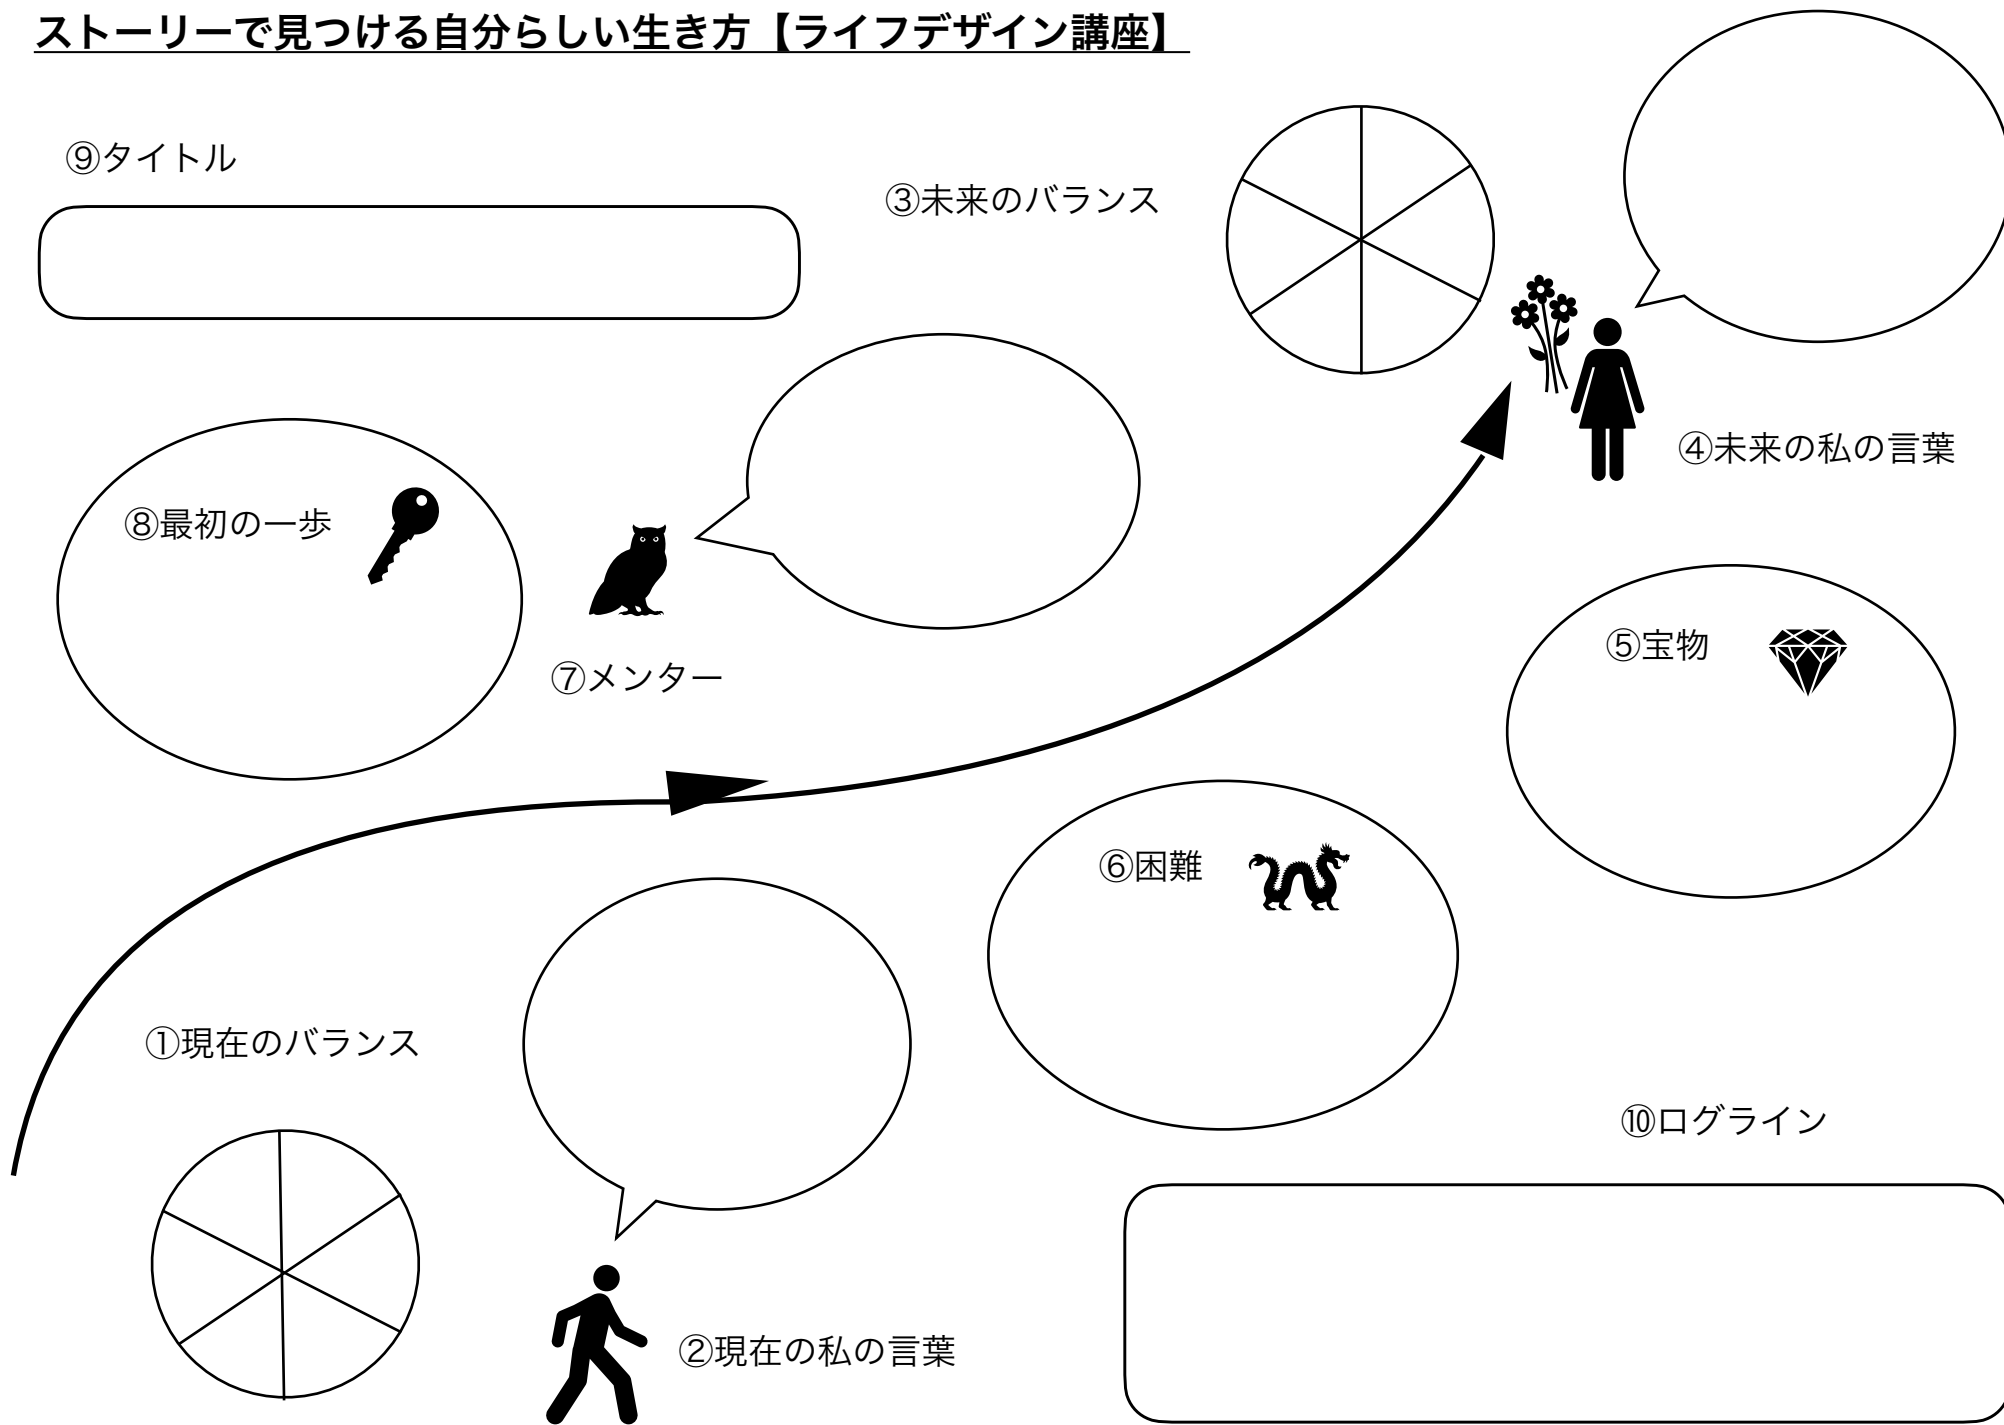 ストーリーで見つける自分らしい生き方【ライフデザイン講座】
⑨タイトル
③未来のバランス
④未来の私の言葉
⑧最初の一歩
⑦メンター
⑤宝物
⑥困難
①現在のバランス
⑩ログライン
②現在の私の言葉